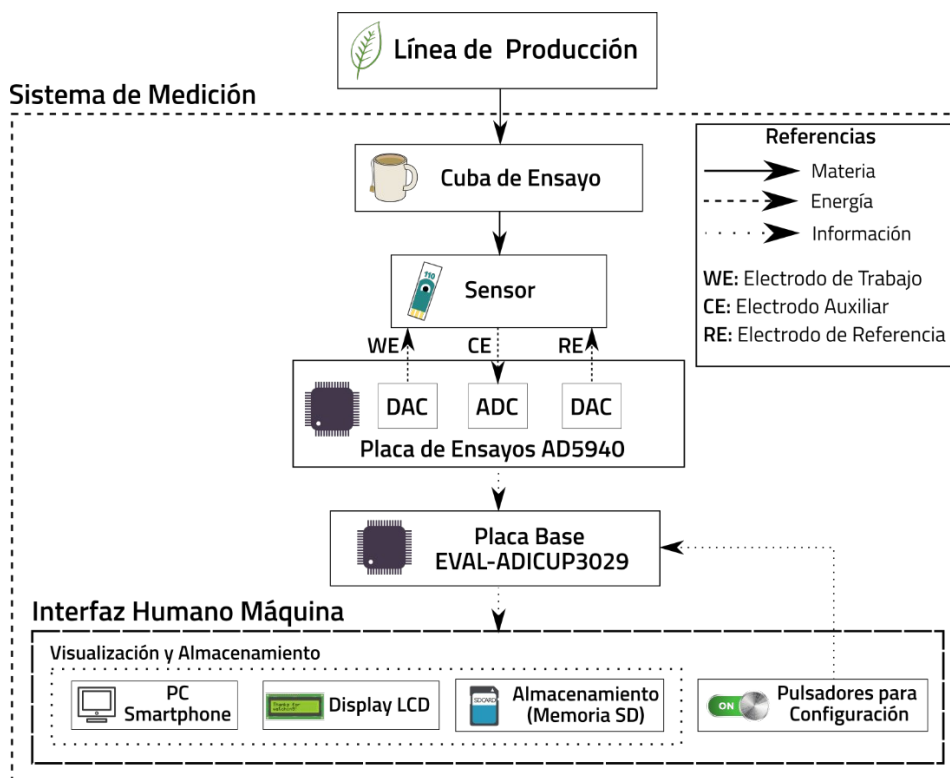 Línea de Producción
Sistema de Medición
Referencias
Materia
Energía
Información
WE: Electrodo de Trabajo
CE: Electrodo Auxiliar
RE: Electrodo de Referencia
Cuba de Ensayo
110
Sensor
WE
CE
RE
DAC
ADC
DAC
Placa de Ensayos AD5940
Placa Base
EVAL-ADICUP3029
Interfaz Humano Máquina
Visualización y Almacenamiento
PC
Smartphone
Display LCD
SDCARD
Almacenamiento
(Memoria SD)
ON
Pulsadores para
Configuración